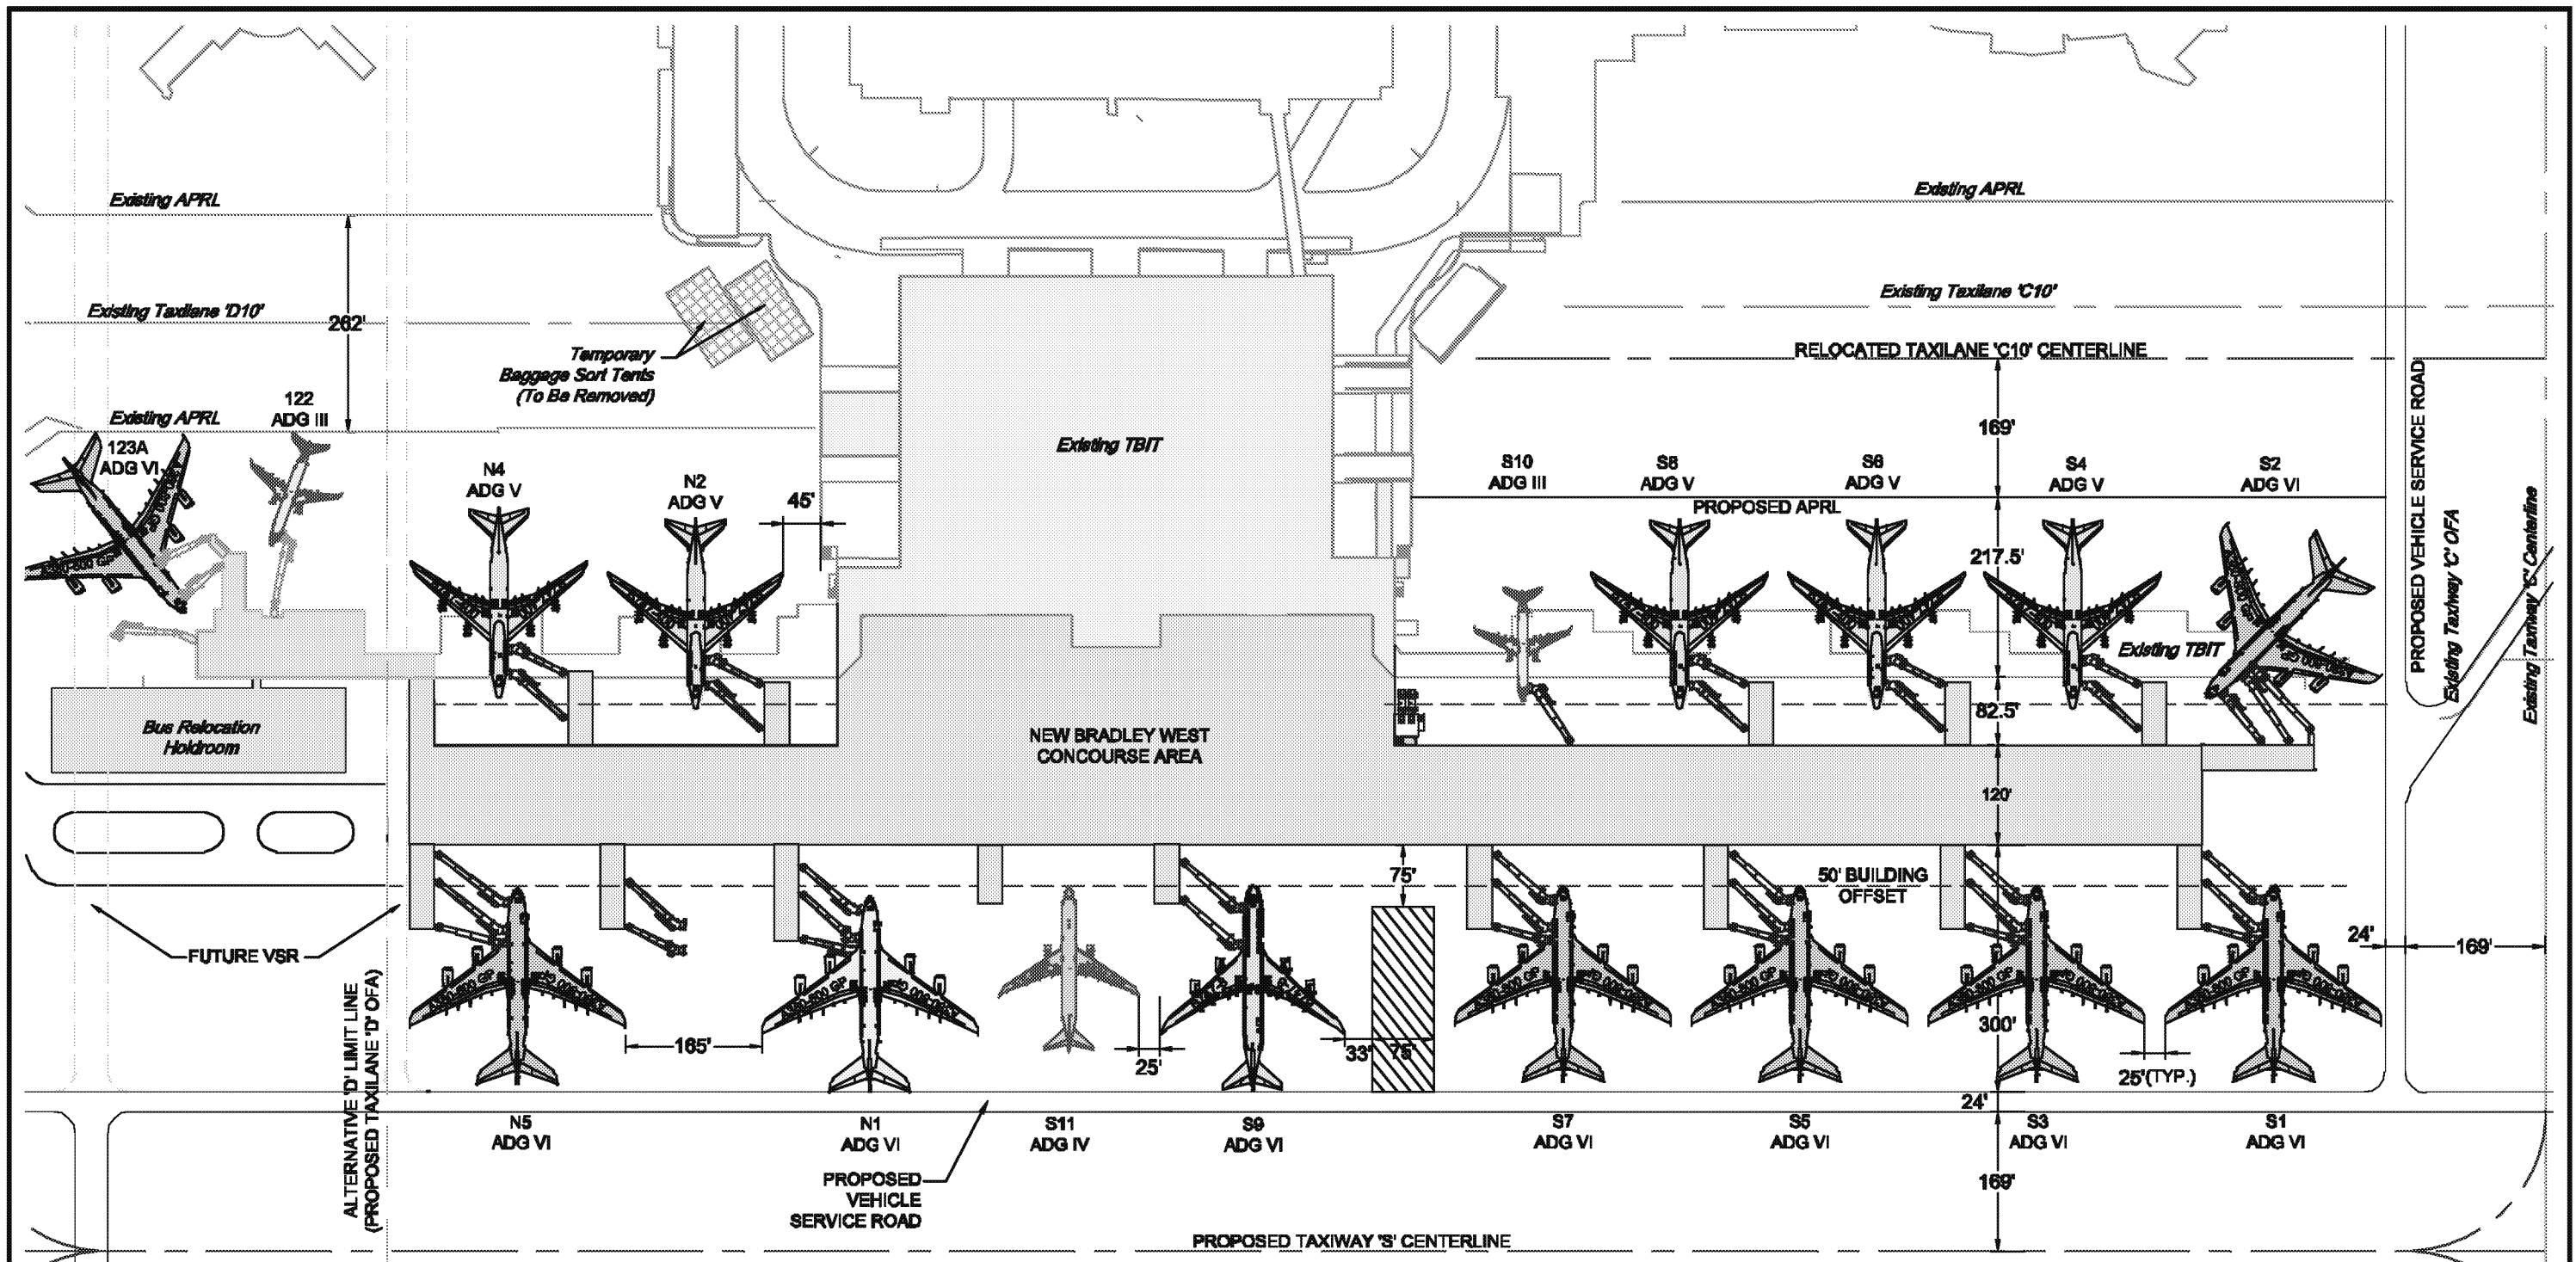 Existing APRL
Existing APRL
Existing Taxilane 'D10'
262'
Existing Taxilane 'C10'
Temporary
Baggage Sort Tents
(To Be Removed)
RELOCATED TAXILANE 'C10' CENTERLINE
122
ADG III
Existing APRL
123A
ADG VI
N4
ADG V
N2
ADG V
45'
Existing TBIT
169'
S10
ADG III
S8
ADG V
S6
ADG V
S4
ADG V
S2
ADG VI
PROPOSED APRL
PROPOSED VEHICLE SERVICE ROAD
Existing Taxiway 'C' OFA
Existing Taxiway 'C' Centerline
217.5'
Existing TBIT
82.5'
Bus Relocation
Holdroom
NEW BRADLEY WEST
CONCOURSE AREA
120'
75'
50' BUILDING
OFFSET
FUTURE VSR
24'
169'
ALTERNATIVE 'D' LIMIT LINE
(PROPOSED TAXILANE 'D' OFA)
165'
25'
33'
75'
300'
25'(TYP.)
24'
N5
ADG VI
N1
ADG VI
S11
ADG IV
S9
ADG VI
S7
ADG VI
S5
ADG VI
S3
ADG VI
S1
ADG VI
PROPOSED
VEHICLE
SERVICE ROAD
169'
PROPOSED TAXIWAY 'S' CENTERLINE